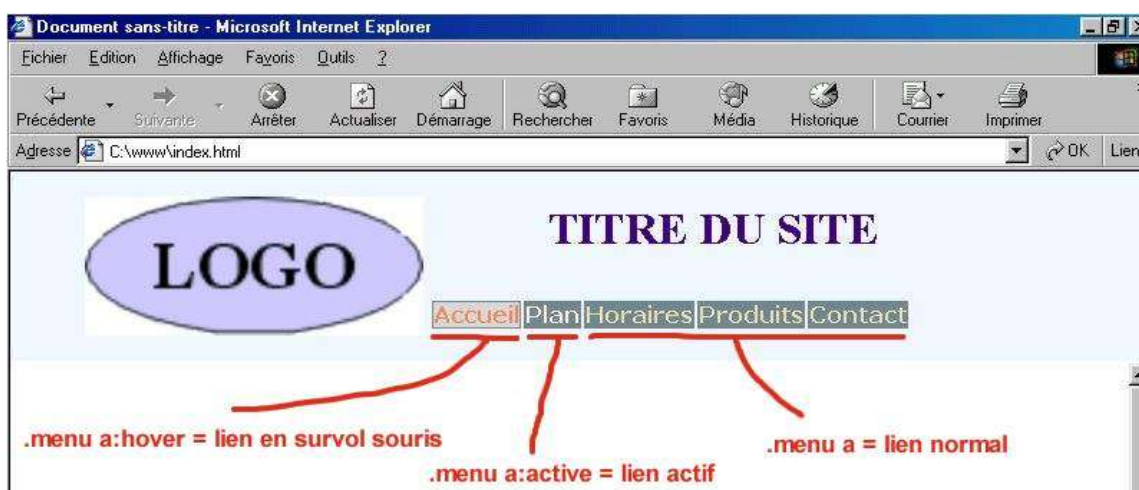 Document sans-titre - Microsoft Internet Explorer
Fichier Edition Affichage Favoris Outils ?
Précédente Suivante Arrêter Actualiser Démarrage Rechercher Favoris Média Historique Courrier Imprimer
Adresse C:\www\index.html OK Lien
LOGO
TITRE DU SITE
Accueil Plan Horaires Produits Contact
.menu a:hover = lien en survol souris
.menu a = lien normal
.menu a:active = lien actif